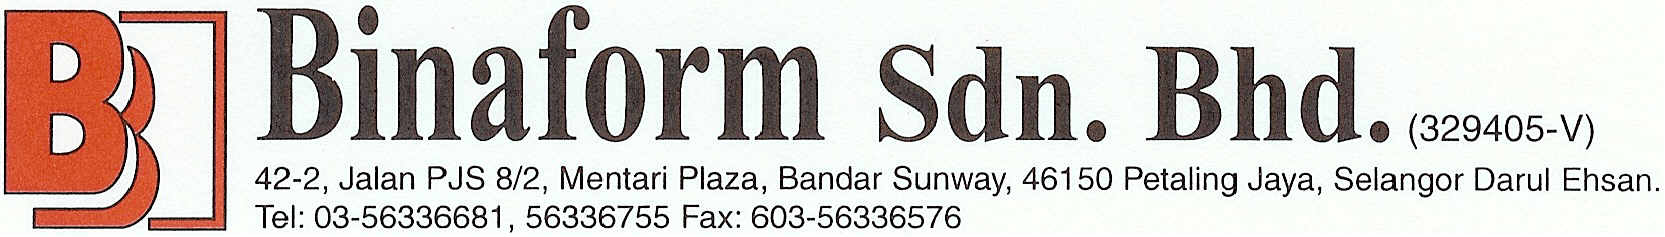 Binaform Sdn. Bhd. (329405-V)
42-2, Jalan PJS 8/2, Mentari Plaza, Bandar Sunway, 46150 Petaling Jaya, Selangor Darul Ehsan.
Tel: 03-56336681, 56336755 Fax: 603-56336576